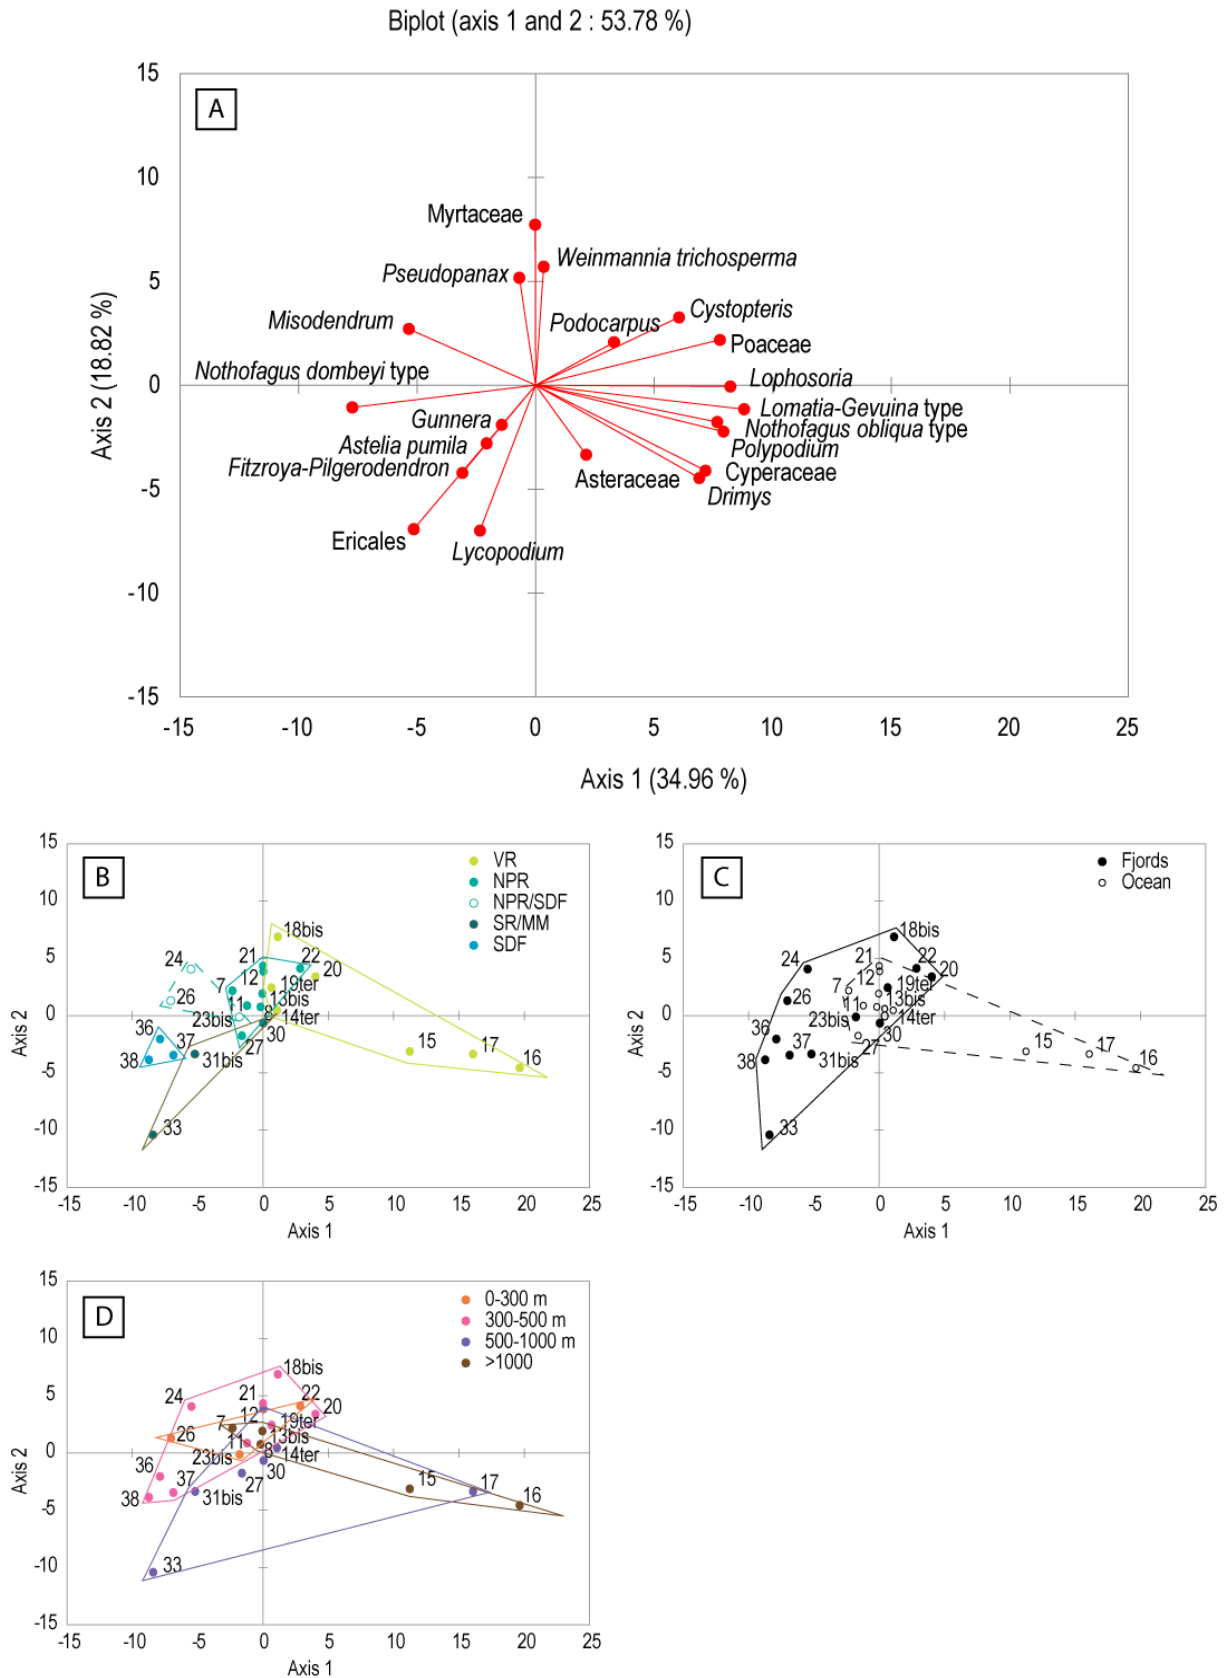 Biplot (axis 1 and 2 : 53.78 %)
A
15
10
5
0
-5
-10
-15
Axis 2 (18.82 %)
Myrtaceae
Weinmannia trichosperma
Pseudopanax
Misodendrum
Podocarpus
Cystopteris
Poaceae
Nothofagus dombeyi type
Lophosoria
Gunnera
Lomatia-Gevuina type
Nothofagus obliqua type
Astelia pumila
Polypodium
Fitzroya-Pilgerodendron
Asteraceae
Cyperaceae
Drimys
Ericales
Lycopodium
-15 -10 -5 0 5 10 15 20 25
Axis 1 (34.96 %)
B
15
10
5
0
-5
-10
-15
Axis 2
VR
NPR
NPR/SDF
SR/MM
SDF
18bis
24
21
22
20
7
12
19ter
26
11
13bis
8
23bis
14ter
36
30
37
27
38
31bis
15
17
16
33
-15 -10 -5 0 5 10 15 20 25
Axis 1
C
15
10
5
0
-5
-10
-15
Axis 2
Fjords
Ocean
18bis
24
21
22
20
7
12
8
19ter
26
11
13bis
8
23bis
14ter
36
30
37
27
38
31bis
15
17
16
33
-15 -10 -5 0 5 10 15 20 25
Axis 1
D
15
10
5
0
-5
-10
-15
Axis 2
0-300 m
300-500 m
500-1000 m
>1000
18bis
24
21
22
20
7
12
19ter
26
11
13bis
8
23bis
14ter
36
30
37
27
38
31bis
15
17
16
33
-15 -10 -5 0 5 10 15 20 25
Axis 1